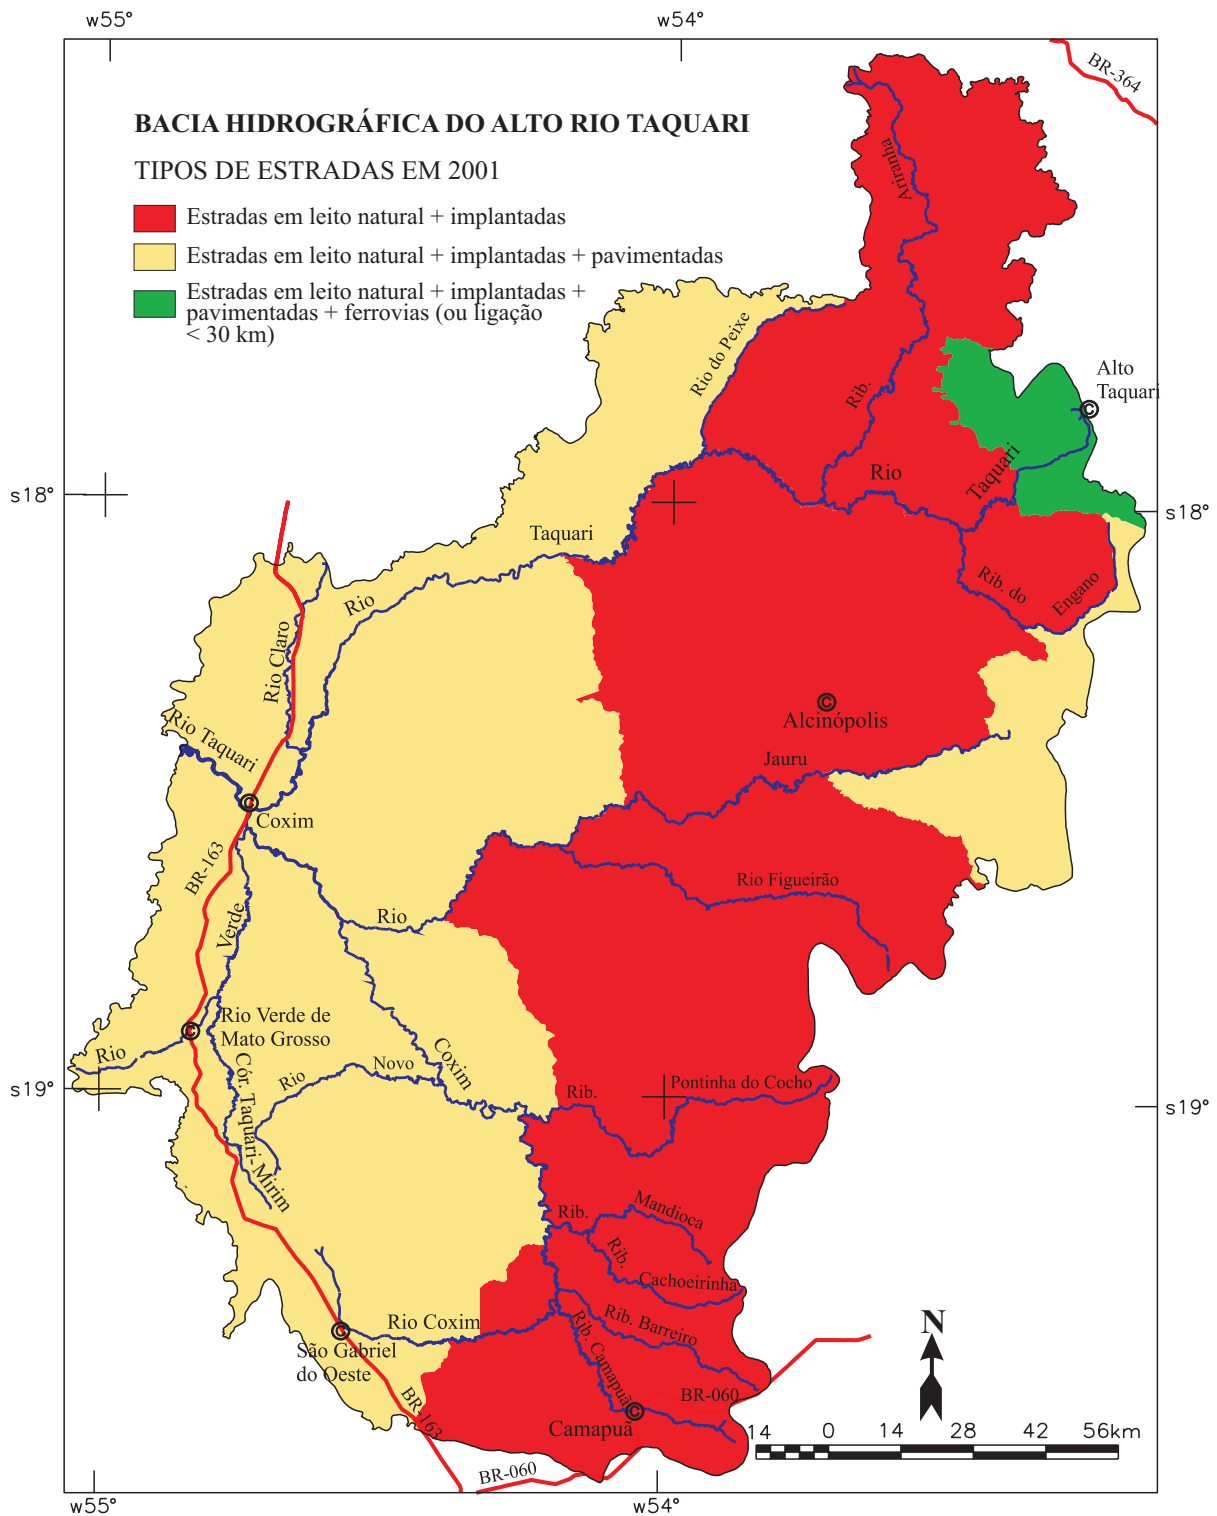 w55°
w54°
BR-364
BACIA HIDROGRÁFICA DO ALTO RIO TAQUARI
TIPOS DE ESTRADAS EM 2001
Estradas em leito natural + implantadas
Estradas em leito natural + implantadas + pavimentadas
Estradas em leito natural + implantadas +
pavimentadas + ferrovias (ou ligação
< 30 km)
Ariranha
Rio do Peixe
Rib.
Alto
Taquari
Rio
Taquari
s18°
s18°
Taquari
Rio
Rib. do
Engano
Rio Claro
Rio Taquari
Alcinópolis
Jauru
Coxim
BR-163
Rio Figueirão
Verde
Rio
Rio Verde de
Mato Grosso
Rio
Cór. Taquari-Mirim
Rio
Novo
Coxim
Rib.
Pontinha do Cocho
s19°
s19°
Rib.
Mandioca
Rib.
Cachoeirinha
Rio Coxim
Rib. Barreiro
Rib. Camapuã
São Gabriel
do Oeste
BR-163
BR-060
Camapuã
BR-060
N
14 0 14 28 42 56km
w55°
w54°